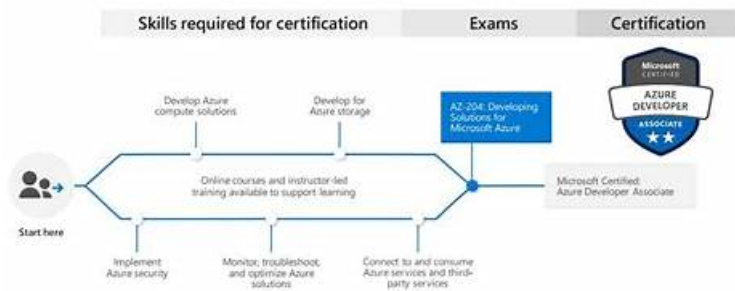 Skills required for certification
Exams
Certification
Microsoft
CERTIFIED
AZURE
DEVELOPER
ASSOCIATE
Develop Azure
compute solutions
Develop for
Azure storage
AZ-204: Developing
Solutions for
Microsoft Azure
Online courses and instructor-led
training available to support learning
Microsoft Certified:
Azure Developer Associate
Start here
Implement
Azure security
Monitor, troubleshoot,
and optimize Azure
solutions
Connect to and consume
Azure services and third-
party services